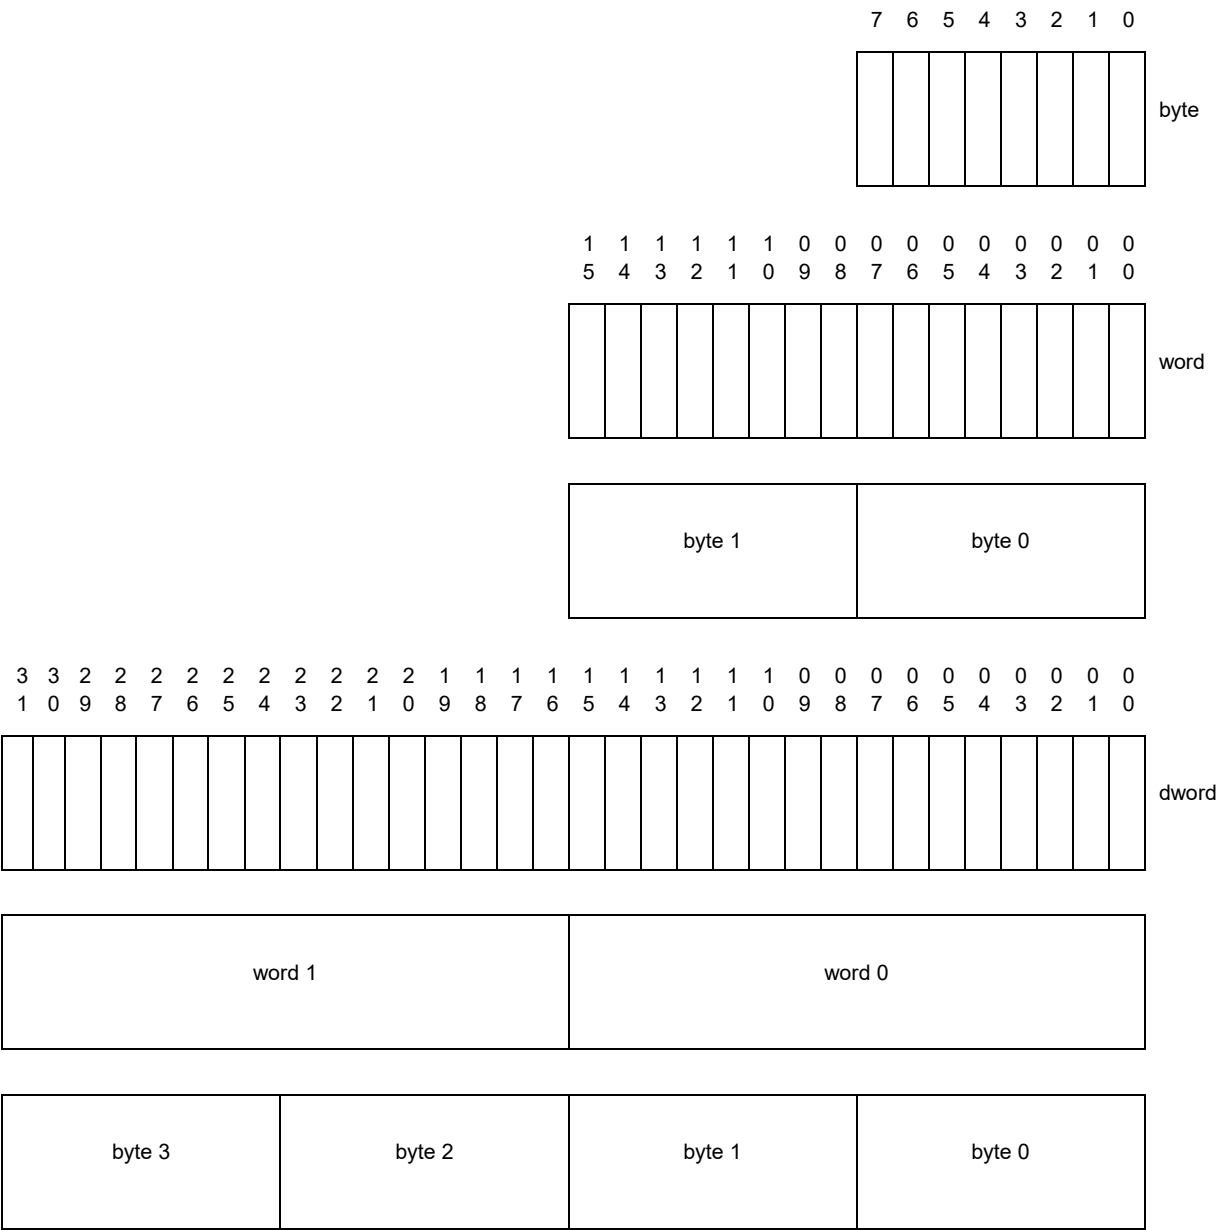 7 6 5 4 3 2 1 0
byte
1 1 1 1 1 1 0 0 0 0 0 0 0 0 0 0
5 4 3 2 1 0 9 8 7 6 5 4 3 2 1 0
word
byte 1 byte 0
3 3 2 2 2 2 2 2 2 2 2 2 1 1 1 1 1 1 1 1 1 1 0 0 0 0 0 0 0 0 0 0
1 0 9 8 7 6 5 4 3 2 1 0 9 8 7 6 5 4 3 2 1 0 9 8 7 6 5 4 3 2 1 0
dword
word 1 word 0
byte 3 byte 2 byte 1 byte 0